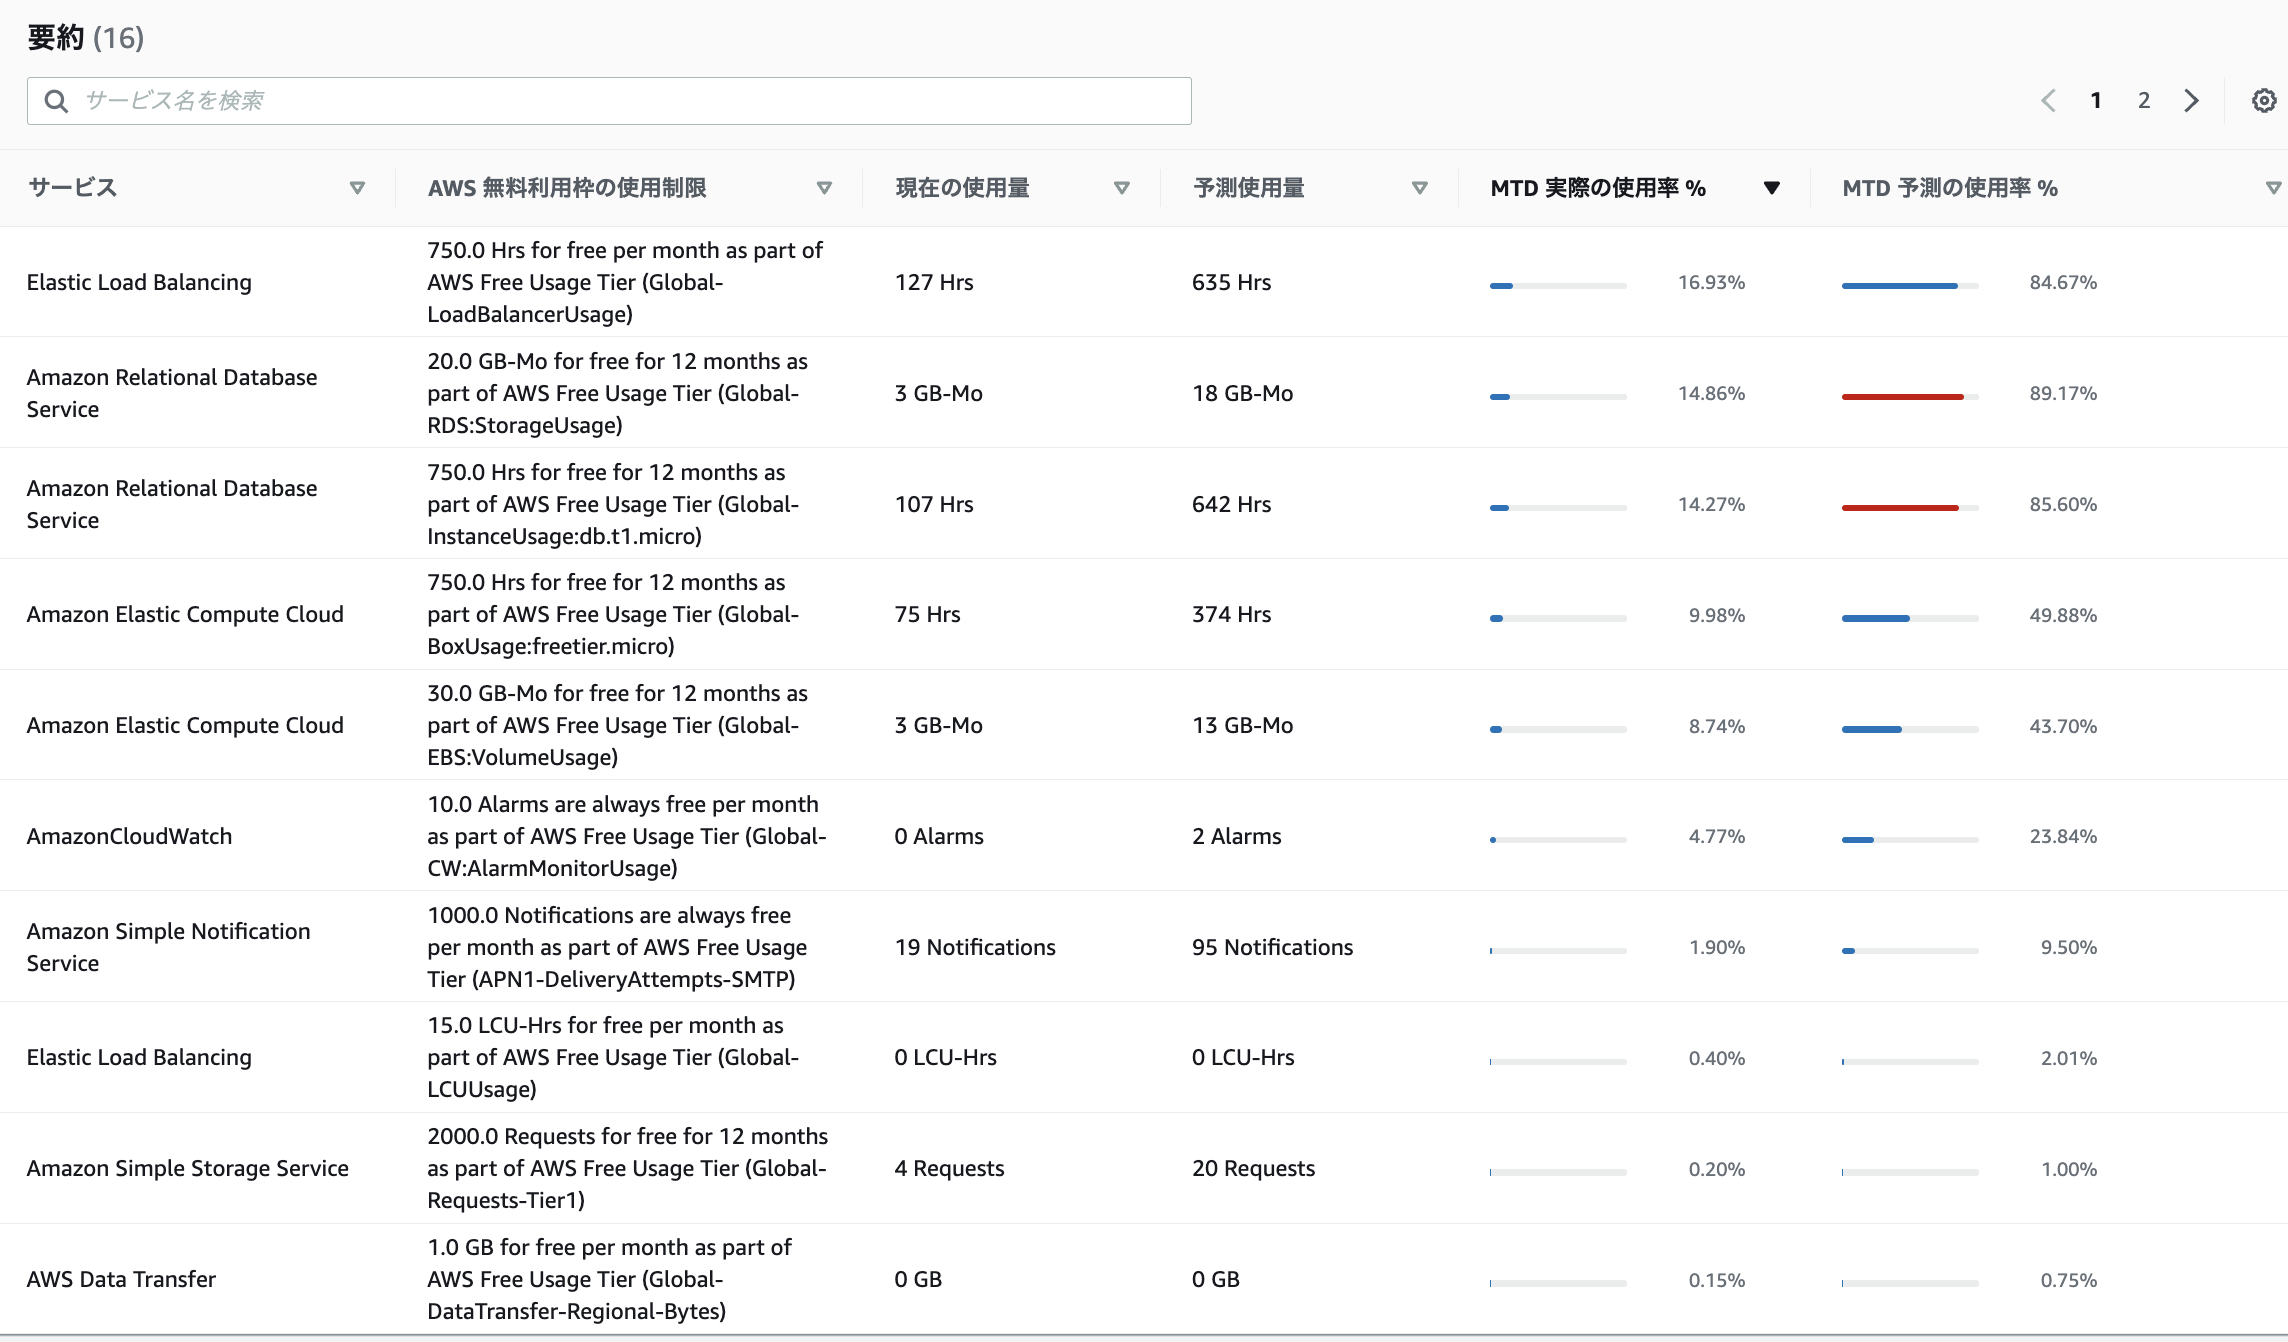 要約 (16)
サービス名を検索
1 2
サービス AWS 無料利用枠の使用制限 現在の使用量 予測使用量 MTD 実際の使用率 % MTD 予測の使用率 %
750.0 Hrs for free per month as part of
Elastic Load Balancing AWS Free Usage Tier (Global- 127 Hrs 635 Hrs 16.93% 84.67%
LoadBalancerUsage)
20.0 GB-Mo for free for 12 months as
Amazon Relational Database
part of AWS Free Usage Tier (Global- 3 GB-Mo 18 GB-Mo 14.86% 89.17%
Service
RDS:StorageUsage)
750.0 Hrs for free for 12 months as
Amazon Relational Database
part of AWS Free Usage Tier (Global- 107 Hrs 642 Hrs 14.27% 85.60%
Service
InstanceUsage:db.t1.micro)
750.0 Hrs for free for 12 months as
Amazon Elastic Compute Cloud part of AWS Free Usage Tier (Global- 75 Hrs 374 Hrs 9.98% 49.88%
BoxUsage:freetier.micro)
30.0 GB-Mo for free for 12 months as
Amazon Elastic Compute Cloud part of AWS Free Usage Tier (Global- 3 GB-Mo 13 GB-Mo 8.74% 43.70%
EBS:VolumeUsage)
10.0 Alarms are always free per month
AmazonCloudWatch as part of AWS Free Usage Tier (Global- 0 Alarms 2 Alarms 4.77% 23.84%
CW:AlarmMonitorUsage)
1000.0 Notifications are always free
Amazon Simple Notification
per month as part of AWS Free Usage 19 Notifications 95 Notifications 1.90% 9.50%
Service
Tier (APN1-DeliveryAttempts-SMTP)
15.0 LCU-Hrs for free per month as
Elastic Load Balancing part of AWS Free Usage Tier (Global- 0 LCU-Hrs 0 LCU-Hrs 0.40% 2.01%
LCUUsage)
2000.0 Requests for free for 12 months
Amazon Simple Storage Service as part of AWS Free Usage Tier (Global- 4 Requests 20 Requests 0.20% 1.00%
Requests-Tier1)
1.0 GB for free per month as part of
AWS Data Transfer AWS Free Usage Tier (Global- 0 GB 0 GB 0.15% 0.75%
DataTransfer-Regional-Bytes)